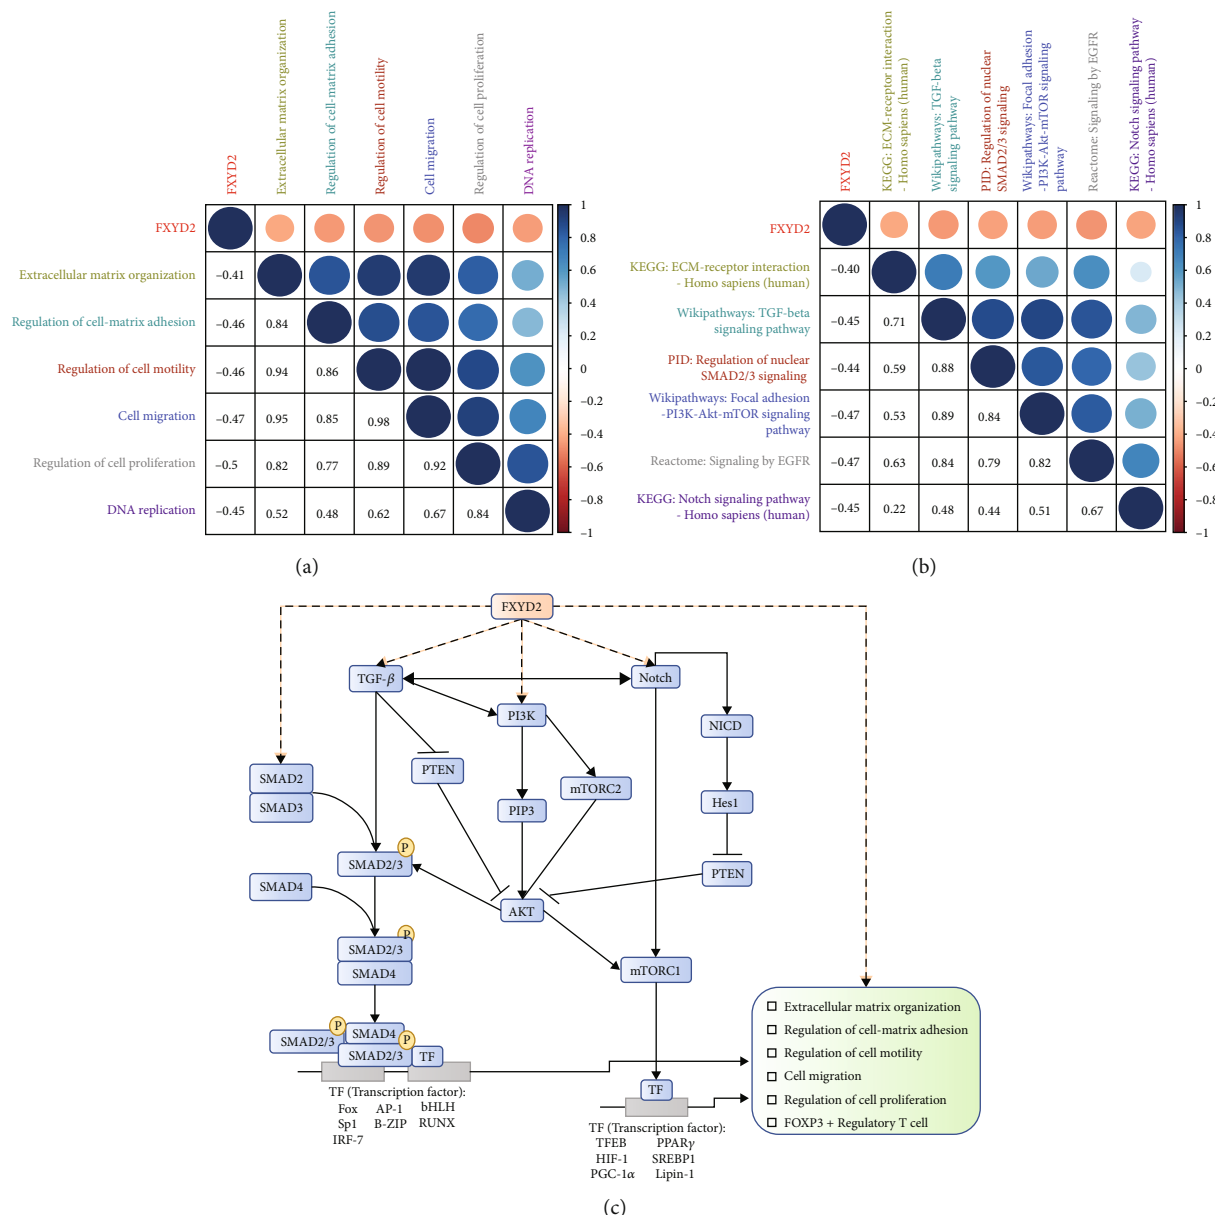 FXYD2
Extracellular matrix organization
Regulation of cell-matrix adhesion
Regulation of cell motility
Cell migration
Regulation of cell proliferation
DNA replication
FXYD2
Extracellular matrix organization
−0.41
Regulation of cell-matrix adhesion
−0.46 0.84
Regulation of cell motility
−0.46 0.94 0.86
Cell migration
−0.47 0.95 0.85 0.98
Regulation of cell proliferation
−0.5 0.82 0.77 0.89 0.92
DNA replication
−0.45 0.52 0.48 0.62 0.67 0.84
1
0.8
0.6
0.4
0.2
0
−0.2
−0.4
−0.6
−0.8
−1
(a)
FXYD2
KEGG: ECM-receptor interaction
- Homo sapiens (human)
Wikipathways: TGF-beta
signaling pathway
PID: Regulation of nuclear
SMAD2/3 signaling
Wikipathways: Focal adhesion
-PI3K-Akt-mTOR signaling
pathway
Reactome: Signaling by EGFR
KEGG: Notch signaling pathway
- Homo sapiens (human)
FXYD2
KEGG: ECM-receptor interaction
- Homo sapiens (human)
−0.40
Wikipathways: TGF-beta
signaling pathway
−0.45 0.71
PID: Regulation of nuclear
SMAD2/3 signaling
−0.44 0.59 0.88
Wikipathways: Focal adhesion
-PI3K-Akt-mTOR signaling
pathway
−0.47 0.53 0.89 0.84
Reactome: Signaling by EGFR
−0.47 0.63 0.84 0.79 0.82
KEGG: Notch signaling pathway
- Homo sapiens (human)
−0.45 0.22 0.48 0.44 0.51 0.67
1
0.8
0.6
0.4
0.2
0
−0.2
−0.4
−0.6
−0.8
−1
(b)
FXYD2
TGF-β
Notch
PI3K
NICD
PTEN
SMAD2
SMAD3
mTORC2
PIP3
Hes1
P
SMAD2/3
PTEN
SMAD4
AKT
P
SMAD2/3
SMAD4
mTORC1
P
SMAD4
SMAD2/3
P
SMAD2/3
TF
TF (Transcription factor):
Fox AP-1 bHLH
Sp1 B-ZIP RUNX
IRF-7
TF
TF (Transcription factor):
TFEB PPARγ
HIF-1 SREBP1
PGC-1α Lipin-1
Extracellular matrix organization
Regulation of cell-matrix adhesion
Regulation of cell motility
Cell migration
Regulation of cell proliferation
FOXP3 + Regulatory T cell
(c)